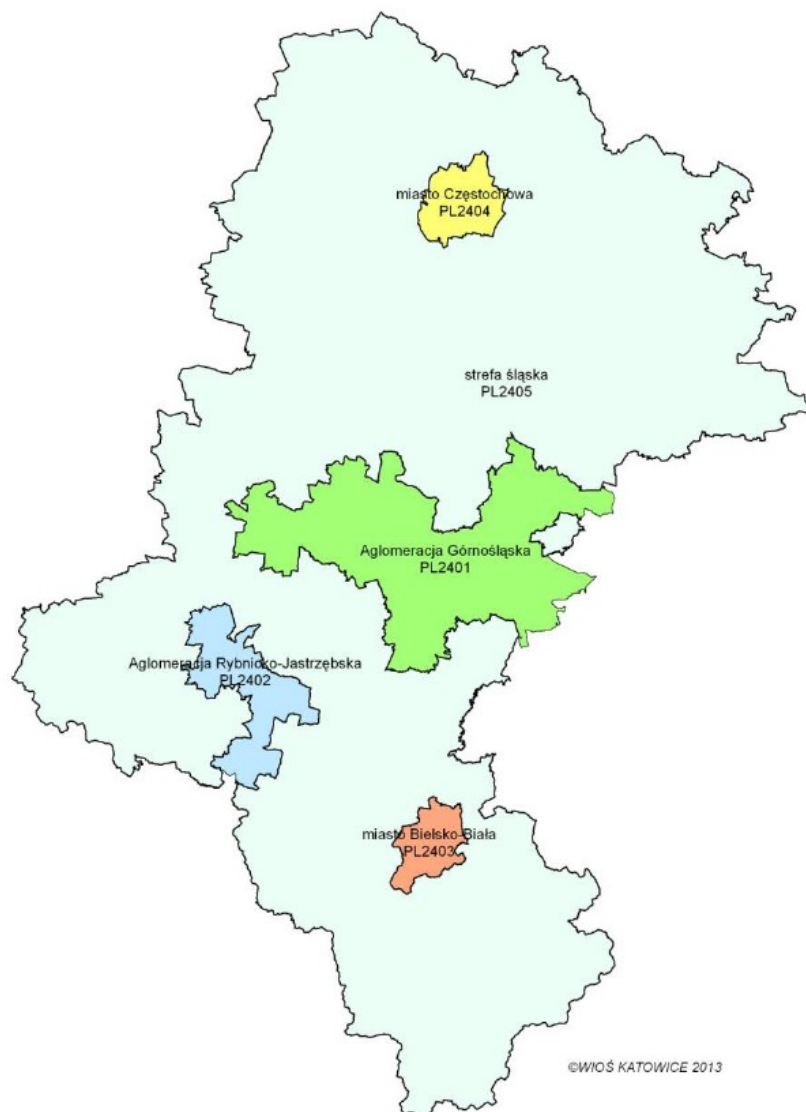 miasto Częstochowa
PL2404
strefa śląska
PL2405
Aglomeracja Górnośląska
PL2401
Aglomeracja Rybnicko-Jastrzębska
PL2402
miasto Bielsko-Biała
PL2403
©WIOŚ KATOWICE 2013